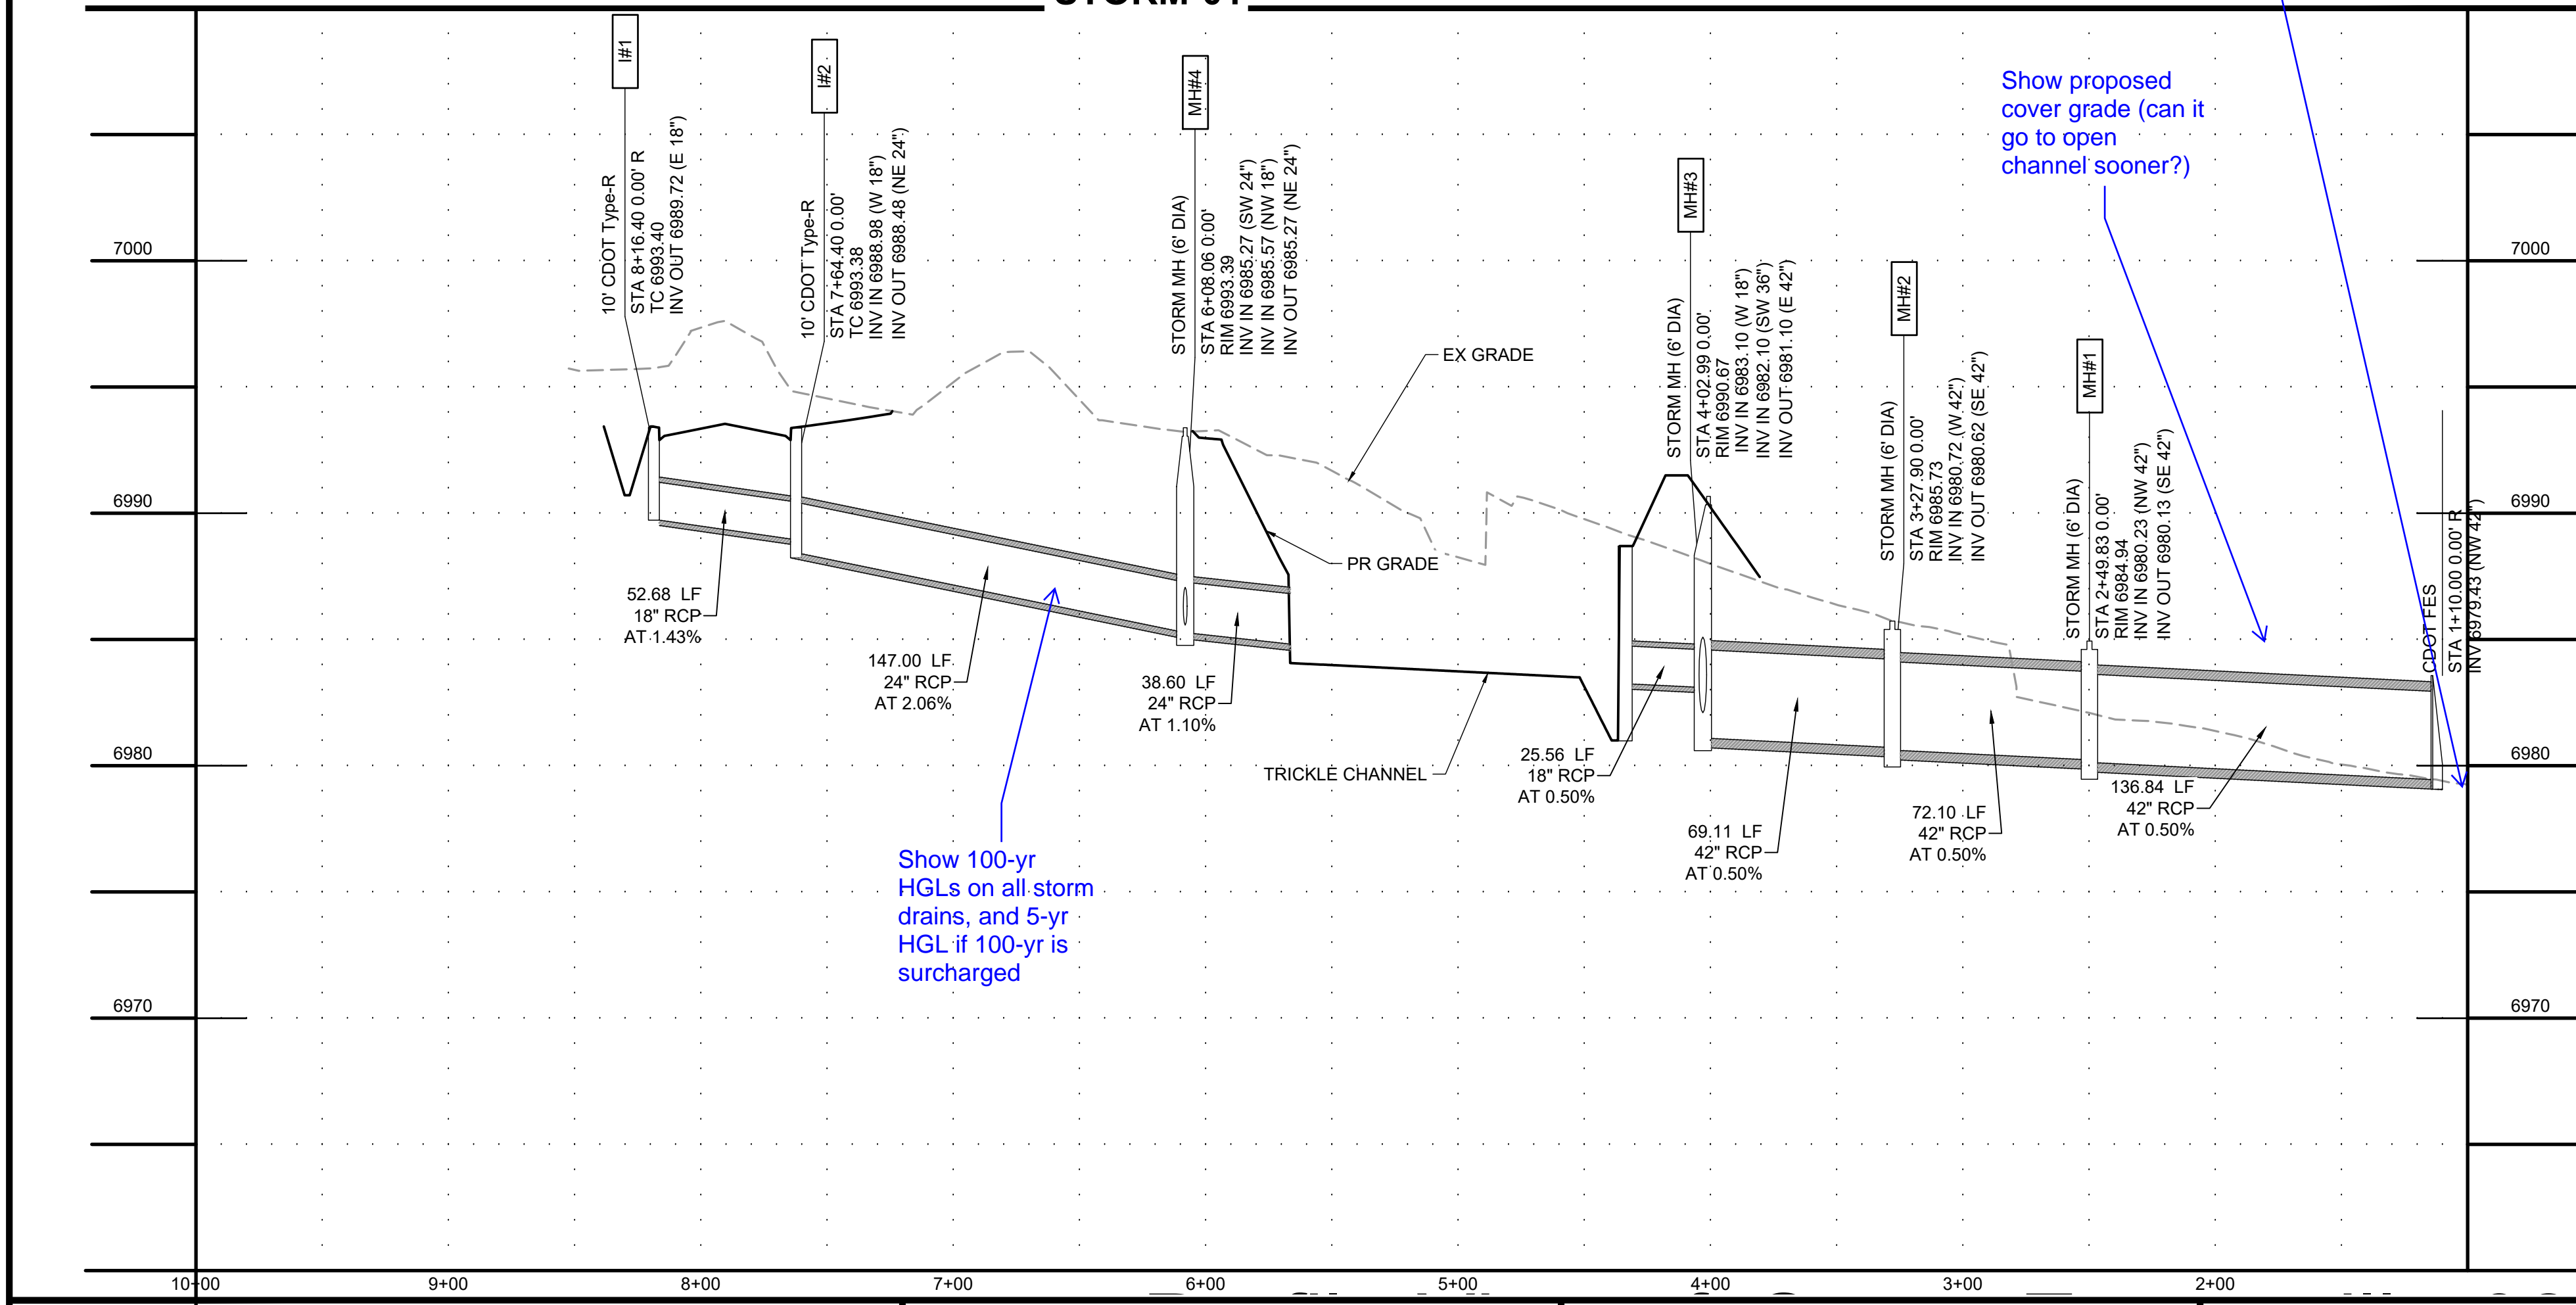 I#1
10' CDOT Type-R
STA 8+16.40 0.00' R
TC 6993.40
INV OUT 6989.72 (E 18")
I#2
10' CDOT Type-R
STA 7+64.40 0.00'
TC 6993.38
INV IN 6988.98 (W 18")
INV OUT 6988.48 (NE 24")
MH#4
STORM MH (6' DIA)
STA 6+08.06 0.00'
RIM 6993.39
INV IN 6985.27 (SW 24")
INV IN 6985.57 (NW 18")
INV OUT 6985.27 (NE 24")
MH#3
STORM MH (6' DIA)
STA 4+02.99 0.00'
RIM 6990.67
INV IN 6983.10 (W 18")
INV IN 6982.10 (SW 36")
INV OUT 6981.10 (E 42")
MH#2
STORM MH (6' DIA)
STA 3+27.90 0.00'
RIM 6985.73
INV IN 6980.72 (W 42")
INV OUT 6980.62 (SE 42")
MH#1
STORM MH (6' DIA)
STA 2+49.83 0.00'
RIM 6984.94
INV IN 6980.23 (NW 42")
INV OUT 6980.13 (SE 42")
CDOT FES
STA 1+10.00 0.00' R
INV 6979.43 (NW 42")
Show proposed
cover grade (can it
go to open
channel sooner?)
EX GRADE
PR GRADE
TRICKLE CHANNEL
52.68 LF
18" RCP
AT 1.43%
147.00 LF
24" RCP
AT 2.06%
38.60 LF
24" RCP
AT 1.10%
25.56 LF
18" RCP
AT 0.50%
69.11 LF
42" RCP
AT 0.50%
72.10 LF
42" RCP
AT 0.50%
136.84 LF
42" RCP
AT 0.50%
Show 100-yr
HGLs on all storm
drains, and 5-yr
HGL if 100-yr is
surcharged
7000
7000
6990
6990
6980
6980
6970
6970
10+00
9+00
8+00
7+00
6+00
5+00
4+00
3+00
2+00